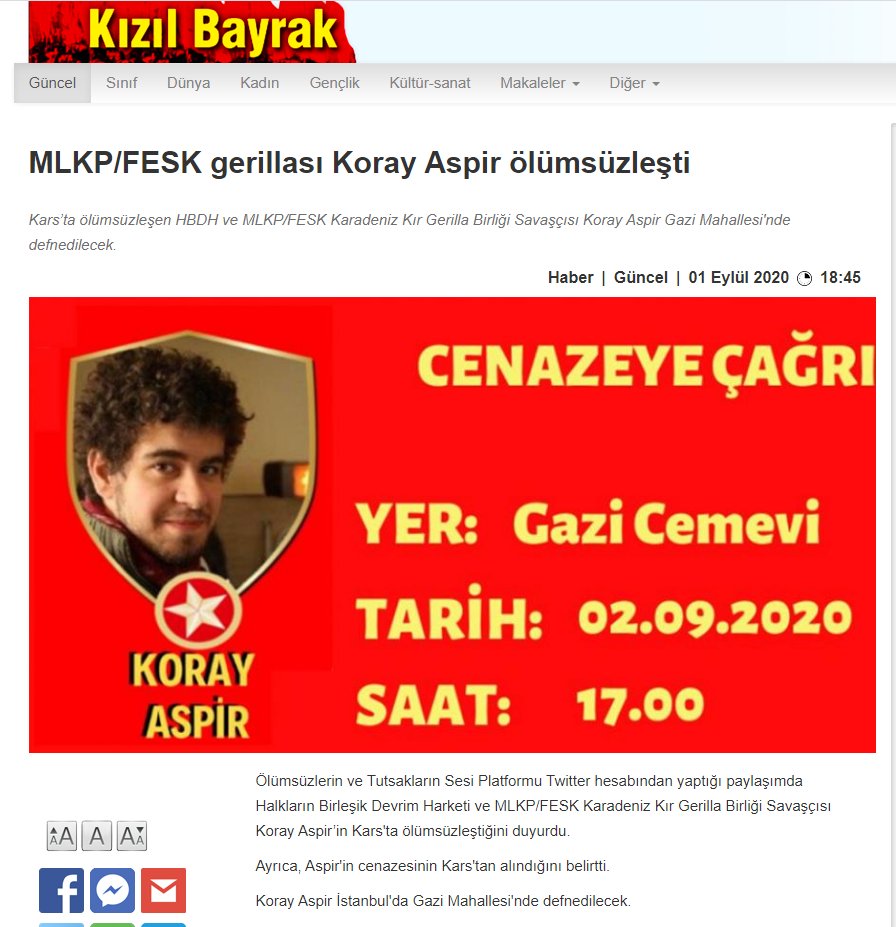 Kızıl Bayrak
Güncel Sınıf Dünya Kadın Gençlik Kültür-sanat Makaleler Diğer
MLKP/FESK gerillası Koray Aspir ölümsüzleşti
Kars’ta ölümsüzleşen HBDH ve MLKP/FESK Karadeniz Kır Gerilla Birliği Savaşçısı Koray Aspir Gazi Mahallesi'nde
defnedilecek.
Haber | Güncel | 01 Eylül 2020 18:45
CENAZEYE ÇAĞRI
YER: Gazi Cemevi
TARİH: 02.09.2020
SAAT: 17.00
KORAY
ASPİR
Ölümsüzlerin ve Tutsakların Sesi Platformu Twitter hesabından yaptığı paylaşımda
Halkların Birleşik Devrim Harketi ve MLKP/FESK Karadeniz Kır Gerilla Birliği Savaşçısı
Koray Aspir’in Kars'ta ölümsüzleştiğini duyurdu.
Ayrıca, Aspir'in cenazesinin Kars'tan alındığını belirtti.
Koray Aspir İstanbul'da Gazi Mahallesi'nde defnedilecek.
AA A AA